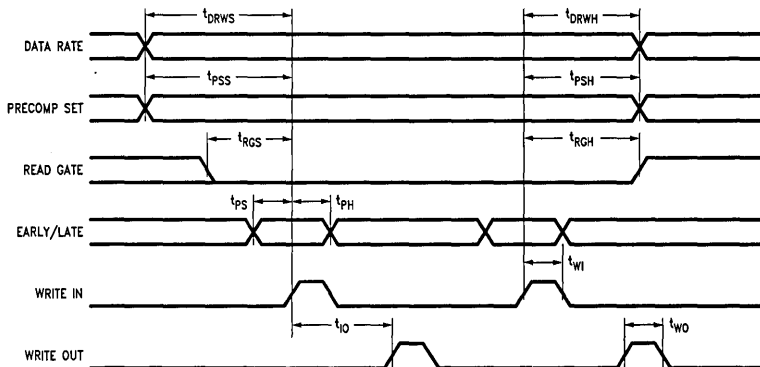 tDRWS tDRWH
DATA RATE
tPSS tPSH
PRECOMP SET
tRGS tRGH
READ GATE
tPS tPH
EARLY/LATE
tWI
WRITE IN
tIO tWO
WRITE OUT